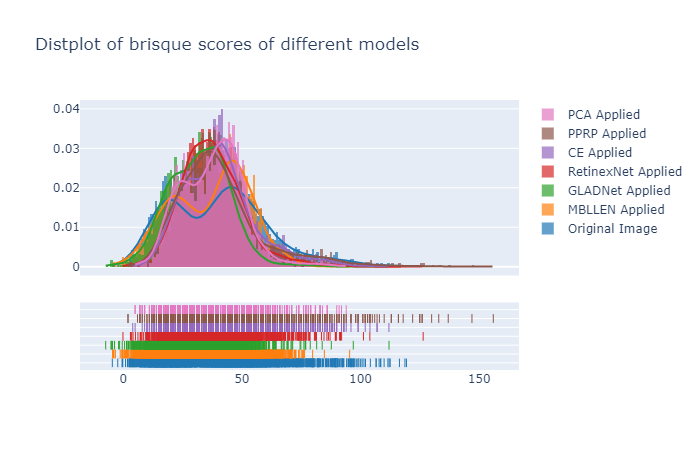 Distplot of brisque scores of different models
0.04
0.03
0.02
0.01
0
0
50
100
150
PCA Applied
PPRP Applied
CE Applied
RetinexNet Applied
GLADNet Applied
MBLLEN Applied
Original Image